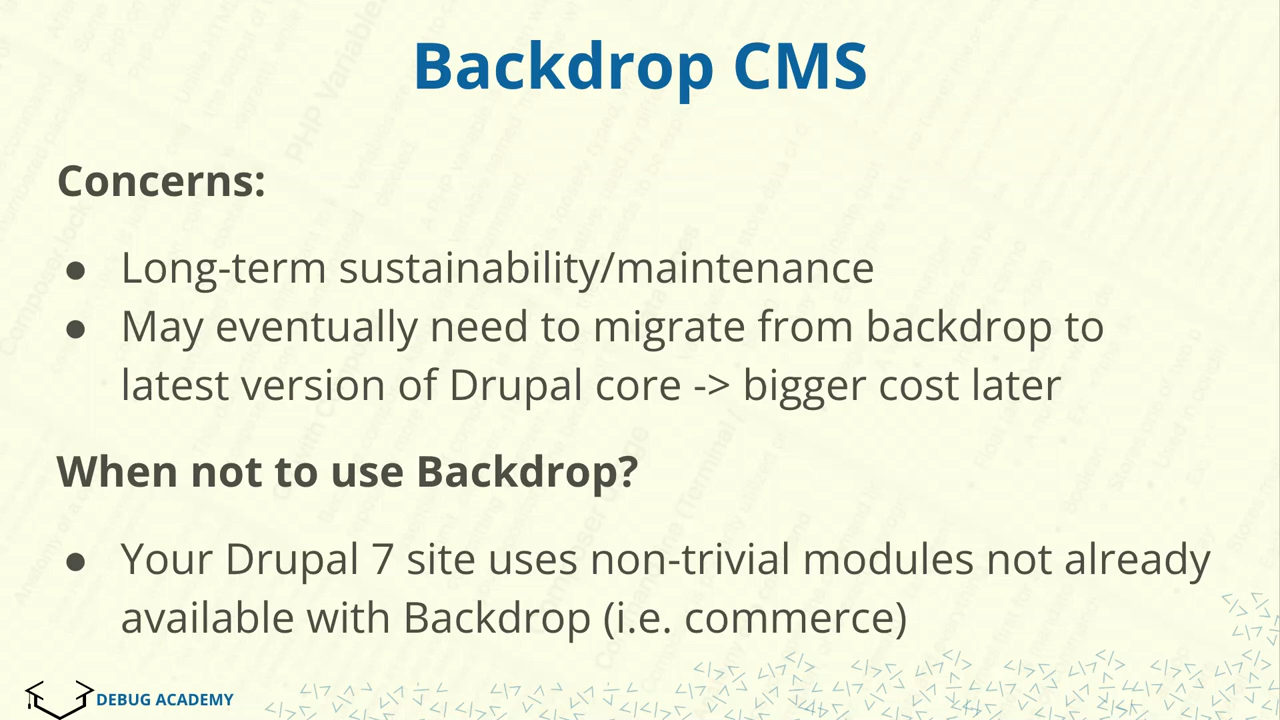 Backdrop CMS
Concerns:
● Long-term sustainability/maintenance
● May eventually need to migrate from backdrop to
latest version of Drupal core -> bigger cost later
When not to use Backdrop?
● Your Drupal 7 site uses non-trivial modules not already
available with Backdrop (i.e. commerce)
DEBUG ACADEMY